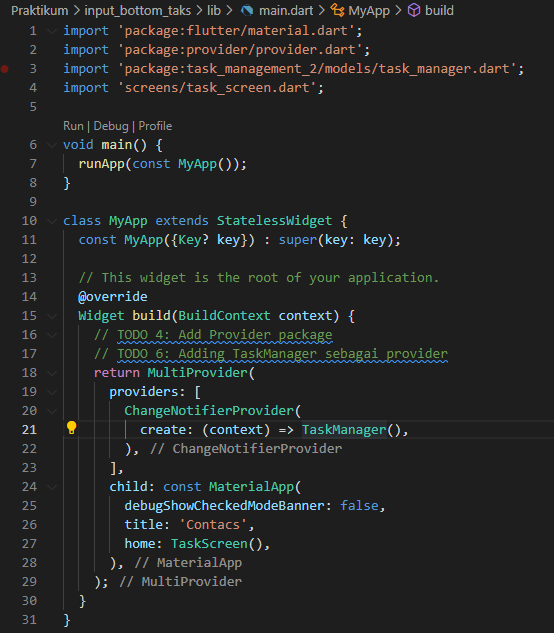 Praktikum > input_bottom_taks > lib > main.dart > MyApp > build
1 import 'package:flutter/material.dart';
2 import 'package:provider/provider.dart';
3 import 'package:task_management_2/models/task_manager.dart';
4 import 'screens/task_screen.dart';
5
Run | Debug | Profile
6 void main() {
7   runApp(const MyApp());
8 }
9
10 class MyApp extends StatelessWidget {
11   const MyApp({Key? key}) : super(key: key);
12
13   // This widget is the root of your application.
14   @override
15   Widget build(BuildContext context) {
16     // TODO 4: Add Provider package
17     // TODO 6: Adding TaskManager sebagai provider
18     return MultiProvider(
19       providers: [
20         ChangeNotifierProvider(
21           create: (context) => TaskManager(),
22         ), // ChangeNotifierProvider
23       ],
24       child: const MaterialApp(
25         debugShowCheckedModeBanner: false,
26         title: 'Contacs',
27         home: TaskScreen(),
28       ), // MaterialApp
29     ); // MultiProvider
30   }
31 }